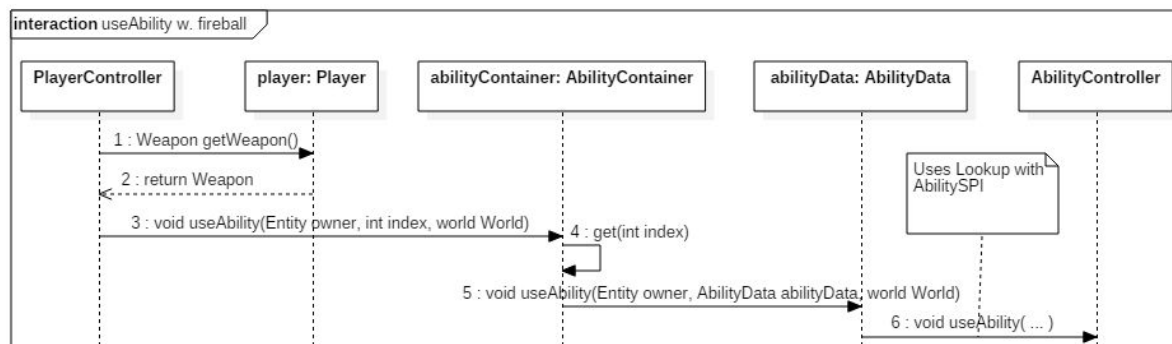 interaction useAbility w. fireball
PlayerController
player: Player
abilityContainer: AbilityContainer
abilityData: AbilityData
AbilityController
1 : Weapon getWeapon()
2 : return Weapon
3 : void useAbility(Entity owner, int index, world World)
4 : get(int index)
Uses Lookup with
AbilitySPI
5 : void useAbility(Entity owner, AbilityData abilityData, world World)
6 : void useAbility( ... )